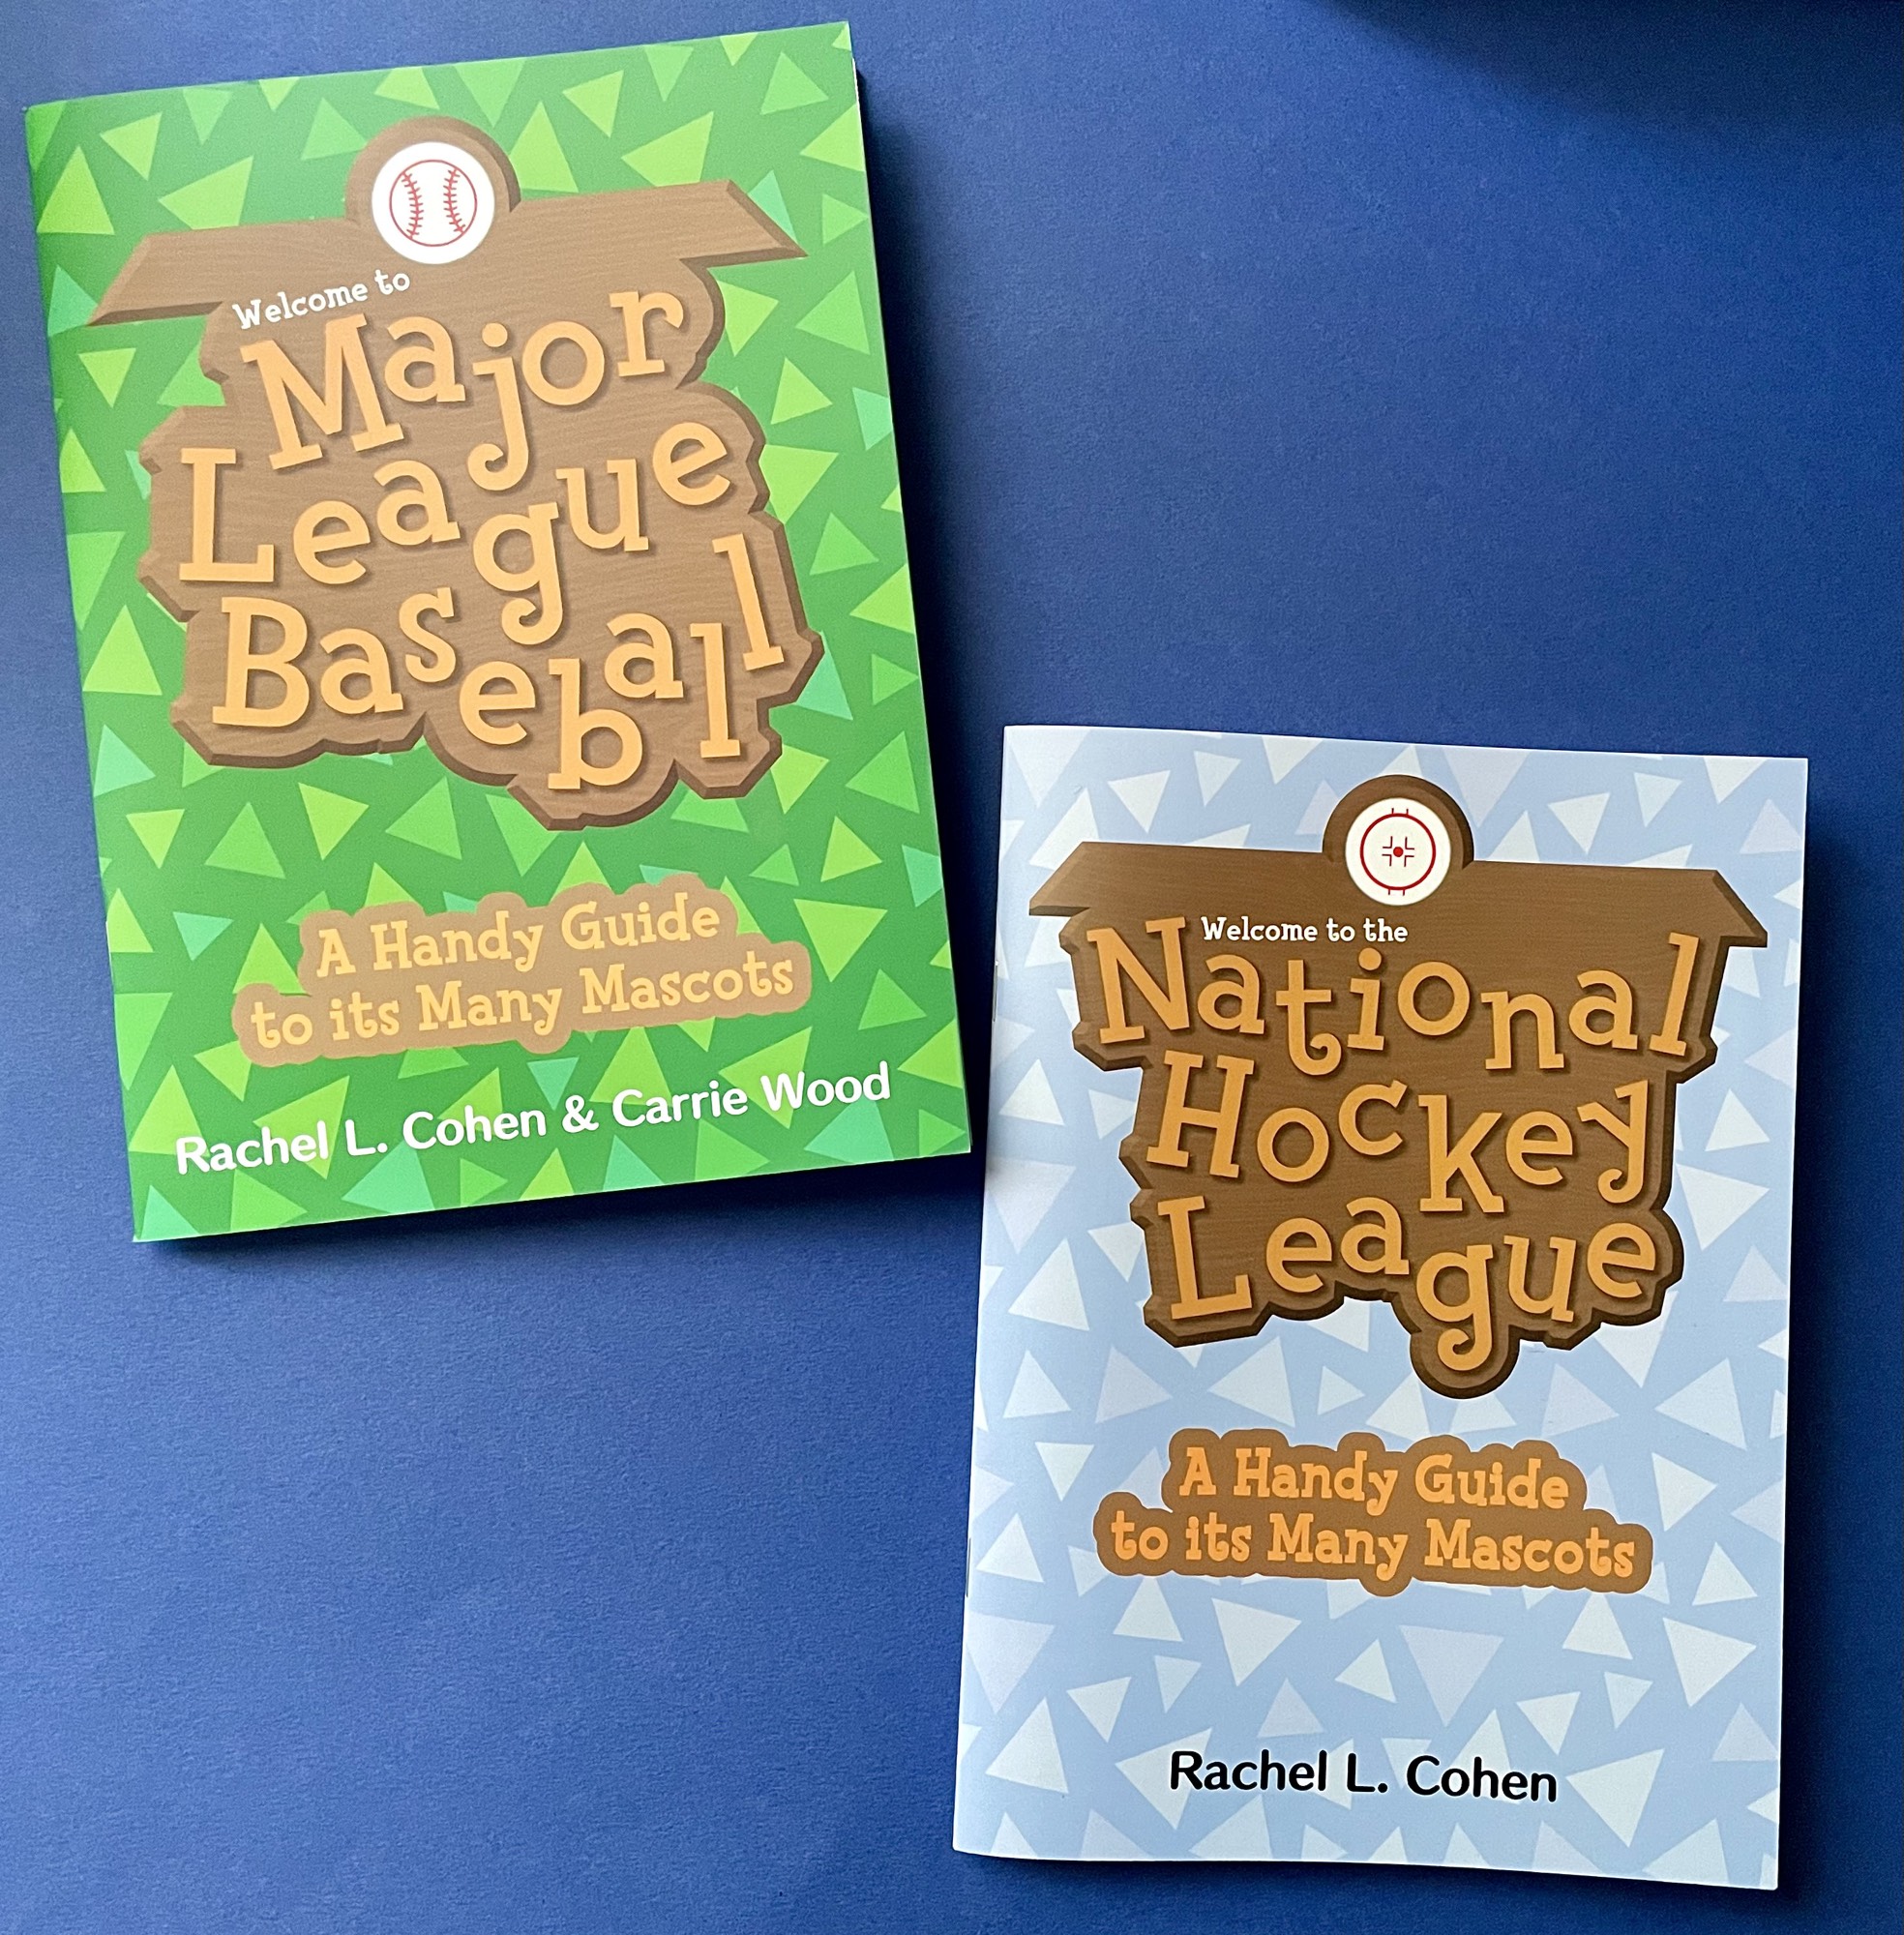 Welcome to
Major
League
Baseball
A Handy Guide
to its Many Mascots
Rachel L. Cohen & Carrie Wood
Welcome to the
National
Hockey
League
A Handy Guide
to its Many Mascots
Rachel L. Cohen